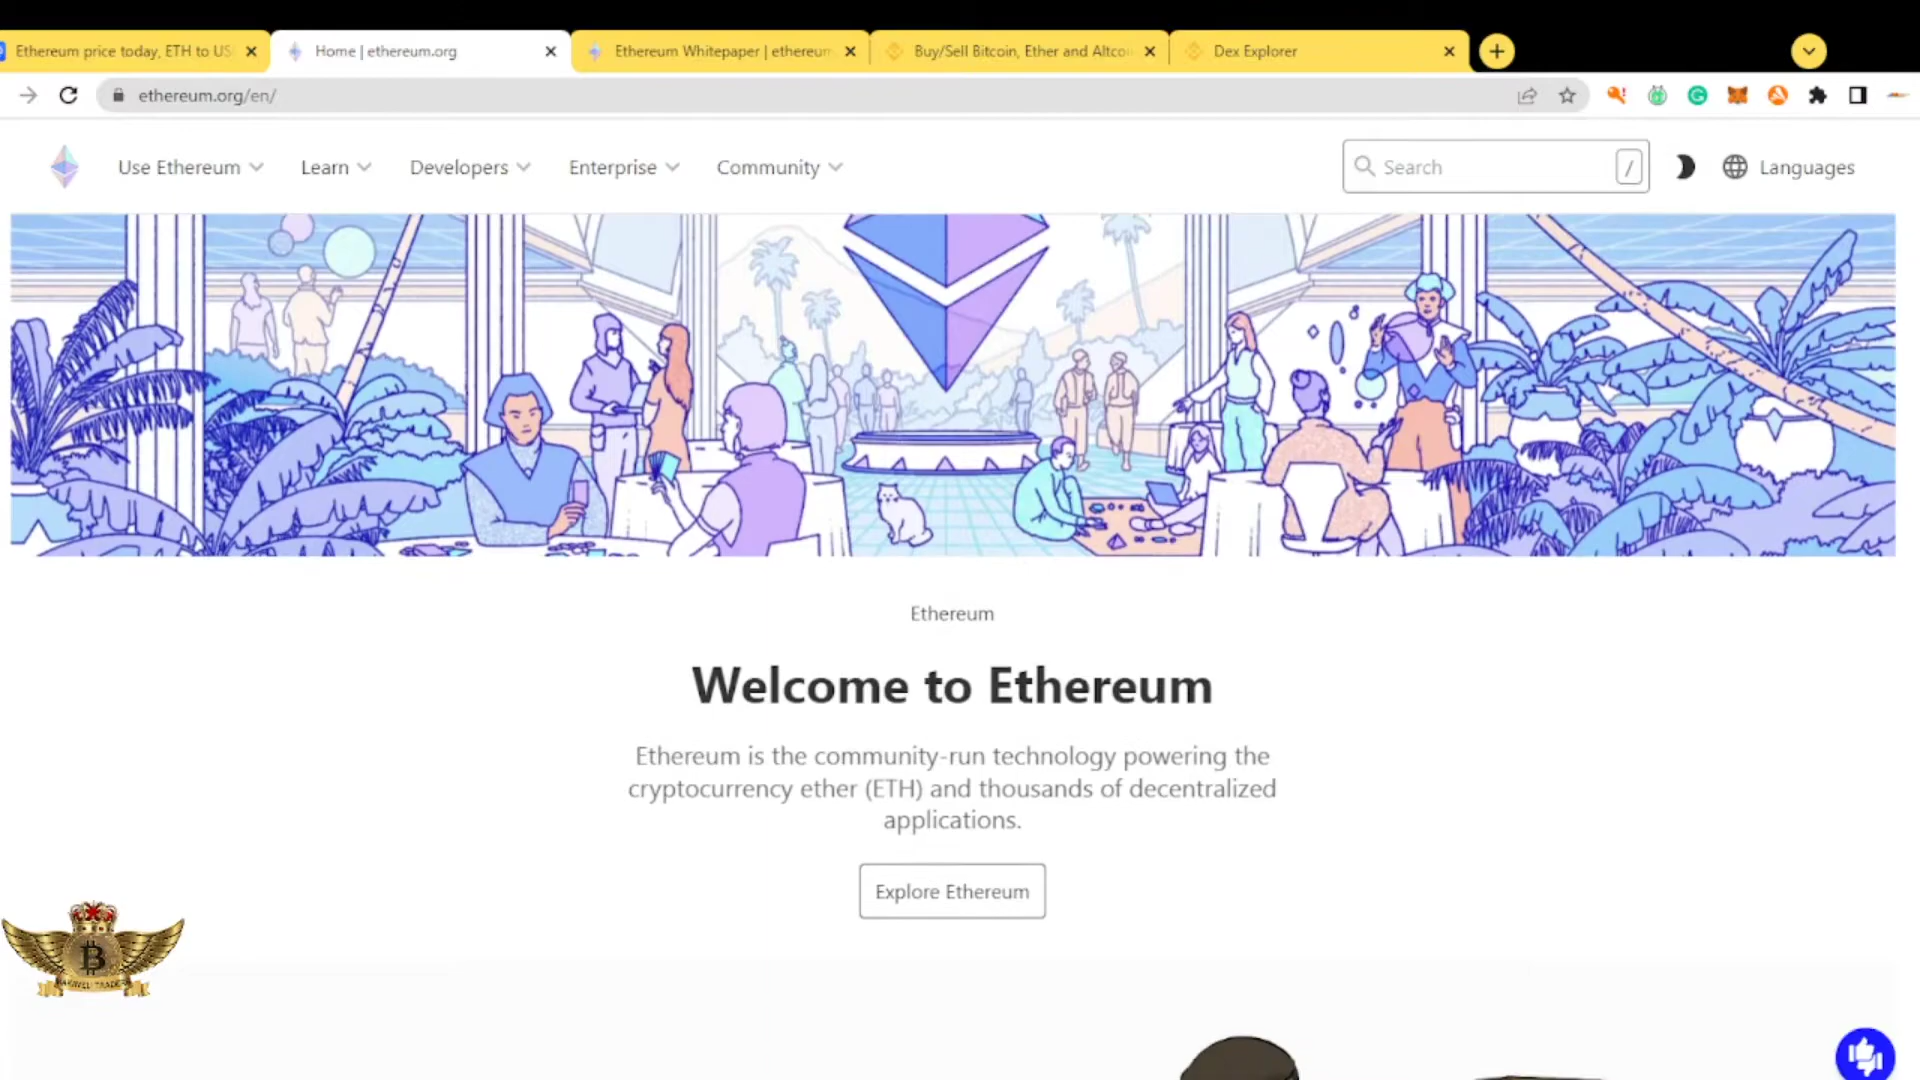 Ethereum price today, ETH to US
Home | ethereum.org
Ethereum Whitepaper | ethereum
Buy/Sell Bitcoin, Ether and Altcoi
Dex Explorer
ethereum.org/en/
Use Ethereum
Learn
Developers
Enterprise
Community
Search
/
Languages
Ethereum
Welcome to Ethereum
Ethereum is the community-run technology powering the
cryptocurrency ether (ETH) and thousands of decentralized
applications.
Explore Ethereum